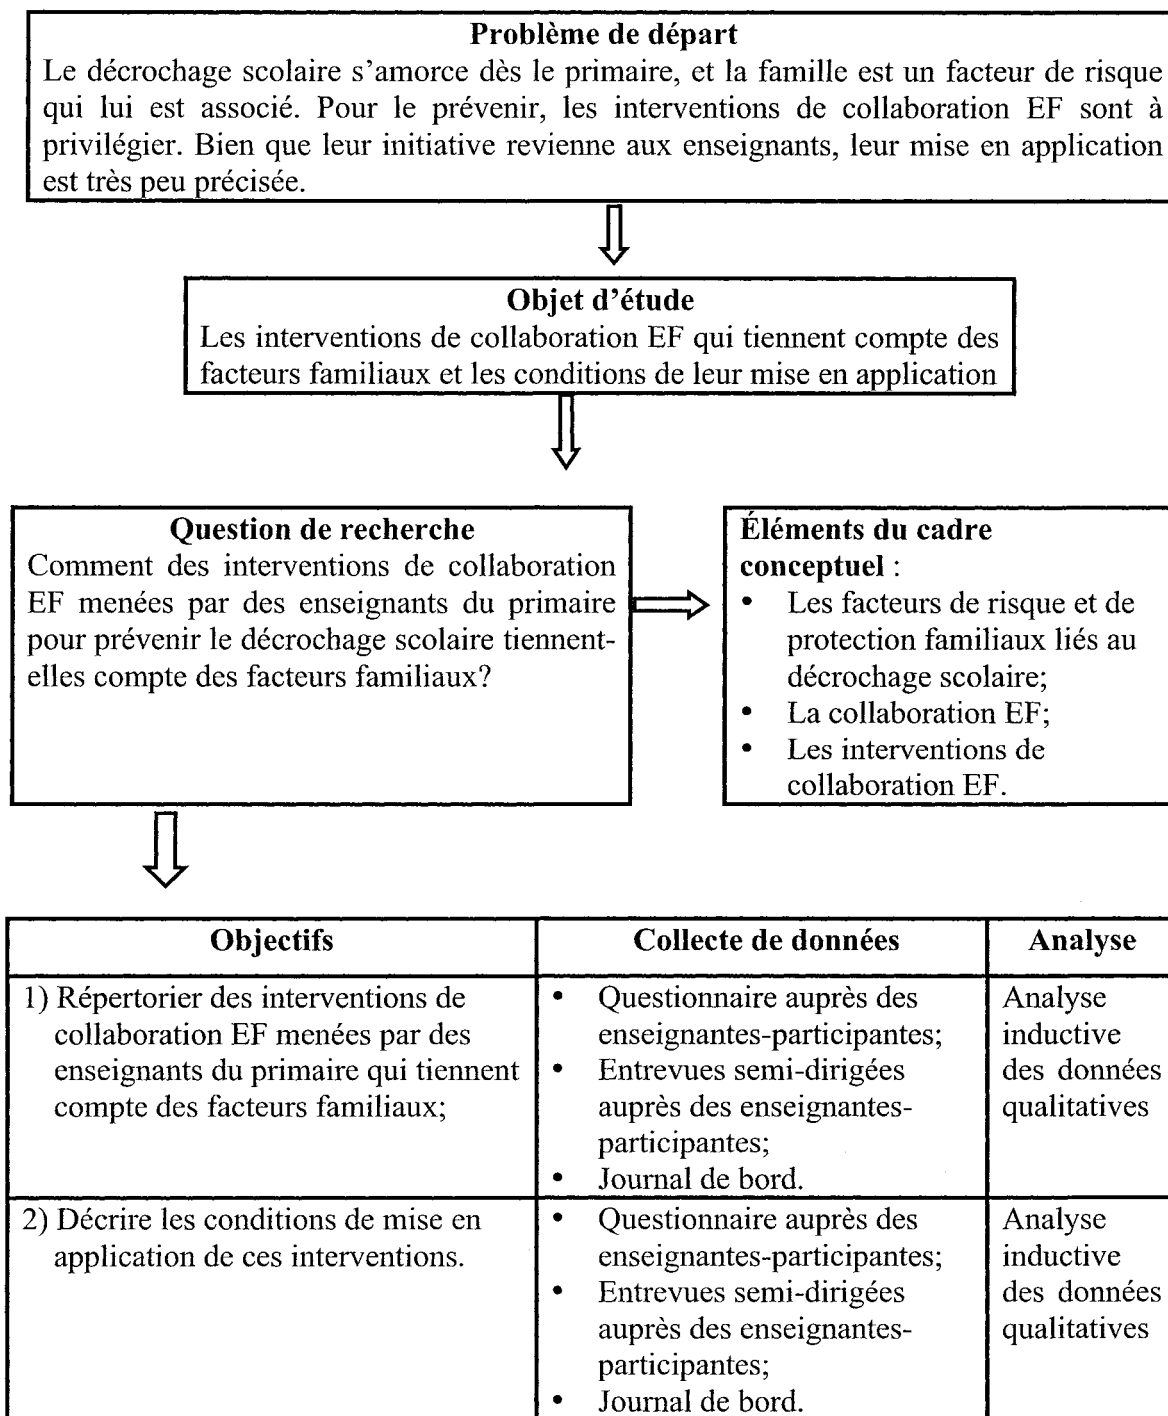 Problème de départ
Le décrochage scolaire s'amorce dès le primaire, et la famille est un facteur de risque
qui lui est associé. Pour le prévenir, les interventions de collaboration EF sont à
privilégier. Bien que leur initiative revienne aux enseignants, leur mise en application
est très peu précisée.
Objet d'étude
Les interventions de collaboration EF qui tiennent compte des
facteurs familiaux et les conditions de leur mise en application
Question de recherche
Comment des interventions de collaboration
EF menées par des enseignants du primaire
pour prévenir le décrochage scolaire tiennent-
elles compte des facteurs familiaux?
Éléments du cadre
conceptuel :
• Les facteurs de risque et de
protection familiaux liés au
décrochage scolaire;
• La collaboration EF;
• Les interventions de
collaboration EF.
Objectifs
Collecte de données
Analyse
1) Répertorier des interventions de
collaboration EF menées par des
enseignants du primaire qui tiennent
compte des facteurs familiaux;
• Questionnaire auprès des
enseignantes-participantes;
• Entrevues semi-dirigées
auprès des enseignantes-
participantes;
• Journal de bord.
Analyse
inductive
des données
qualitatives
2) Décrire les conditions de mise en
application de ces interventions.
• Questionnaire auprès des
enseignantes-participantes;
• Entrevues semi-dirigées
auprès des enseignantes-
participantes;
• Journal de bord.
Analyse
inductive
des données
qualitatives